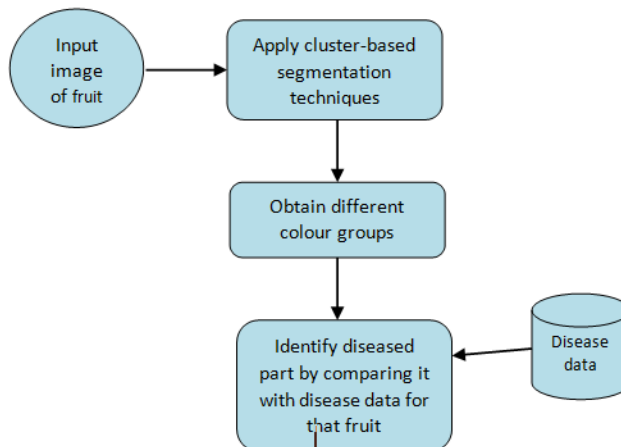 Input
image
of fruit
Apply cluster-based
segmentation
techniques
Obtain different
colour groups
Identify diseased
part by comparing it
with disease data for
that fruit
Disease
data